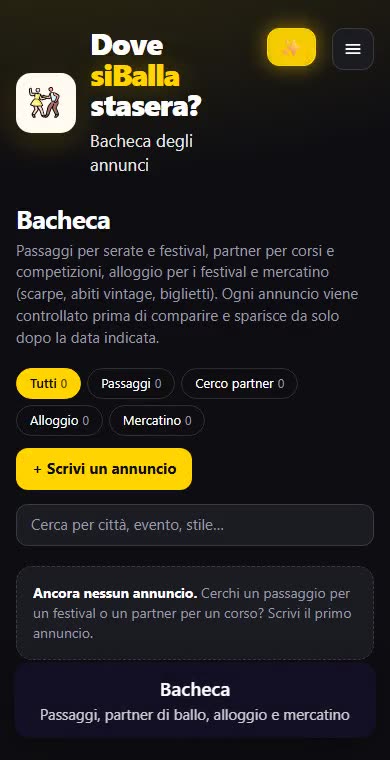 Dove
siBalla
stasera?
Bacheca degli
annunci
Bacheca
Passaggi per serate e festival, partner per corsi e
competizioni, alloggio per i festival e mercatino
(scarpe, abiti vintage, biglietti). Ogni annuncio viene
controllato prima di comparire e sparisce da solo
dopo la data indicata.
Tutti 0 Passaggi 0 Cerco partner 0
Alloggio 0 Mercatino 0
+ Scrivi un annuncio
Cerca per città, evento, stile...
Ancora nessun annuncio. Cerchi un passaggio per
un festival o un partner per un corso? Scrivi il primo
annuncio.
Bacheca
Passaggi, partner di ballo, alloggio e mercatino